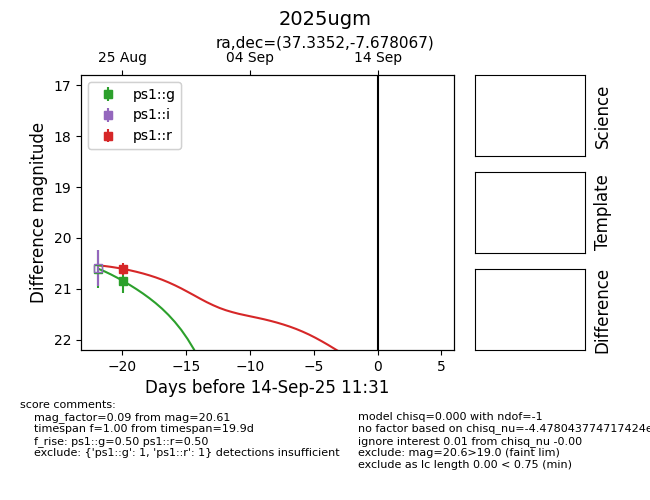 2025ugm
ra,dec=(37.3352,-7.678067)
25 Aug
04 Sep
14 Sep
ps1::g
ps1::i
ps1::r
Difference magnitude
17
18
19
20
21
22
−20
−15
−10
−5
0
5
Days before 14-Sep-25 11:31
Science
Template
Difference
score comments:
mag_factor=0.09 from mag=20.61
timespan f=1.00 from timespan=19.9d
f_rise: ps1::g=0.50 ps1::r=0.50
exclude: {'ps1::g': 1, 'ps1::r': 1} detections insufficient
model chisq=0.000 with ndof=-1
no factor based on chisq_nu=-4.478043774717424e
ignore interest 0.01 from chisq_nu -0.00
exclude: mag=20.6>19.0 (faint lim)
exclude as lc length 0.00 < 0.75 (min)